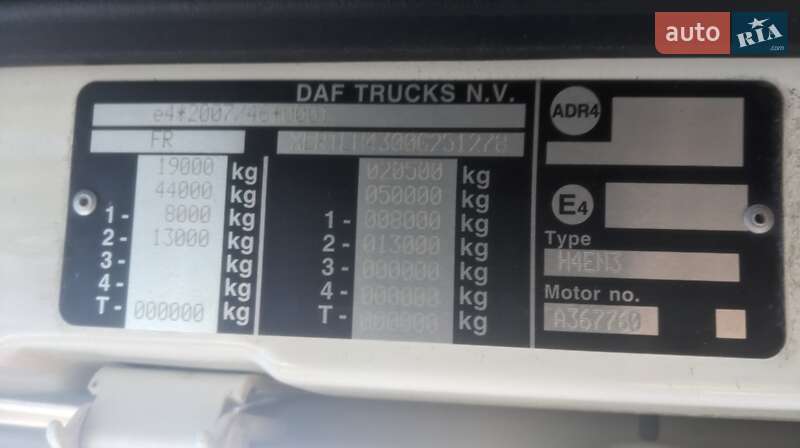 auto RIA.com
DAF TRUCKS N.V.
e4*2007/46*0001
FR
19000 kg 020500 kg
44000 kg 050000 kg
1- 8000 kg 1- 008000 kg
2- 13000 kg 2- 013000 kg
3- kg 3- 000000 kg
4- kg 4- 000000 kg
T- 000000 kg T- 000000 kg
ADR4
E4
Type
H4EN3
Motor no.
A367760